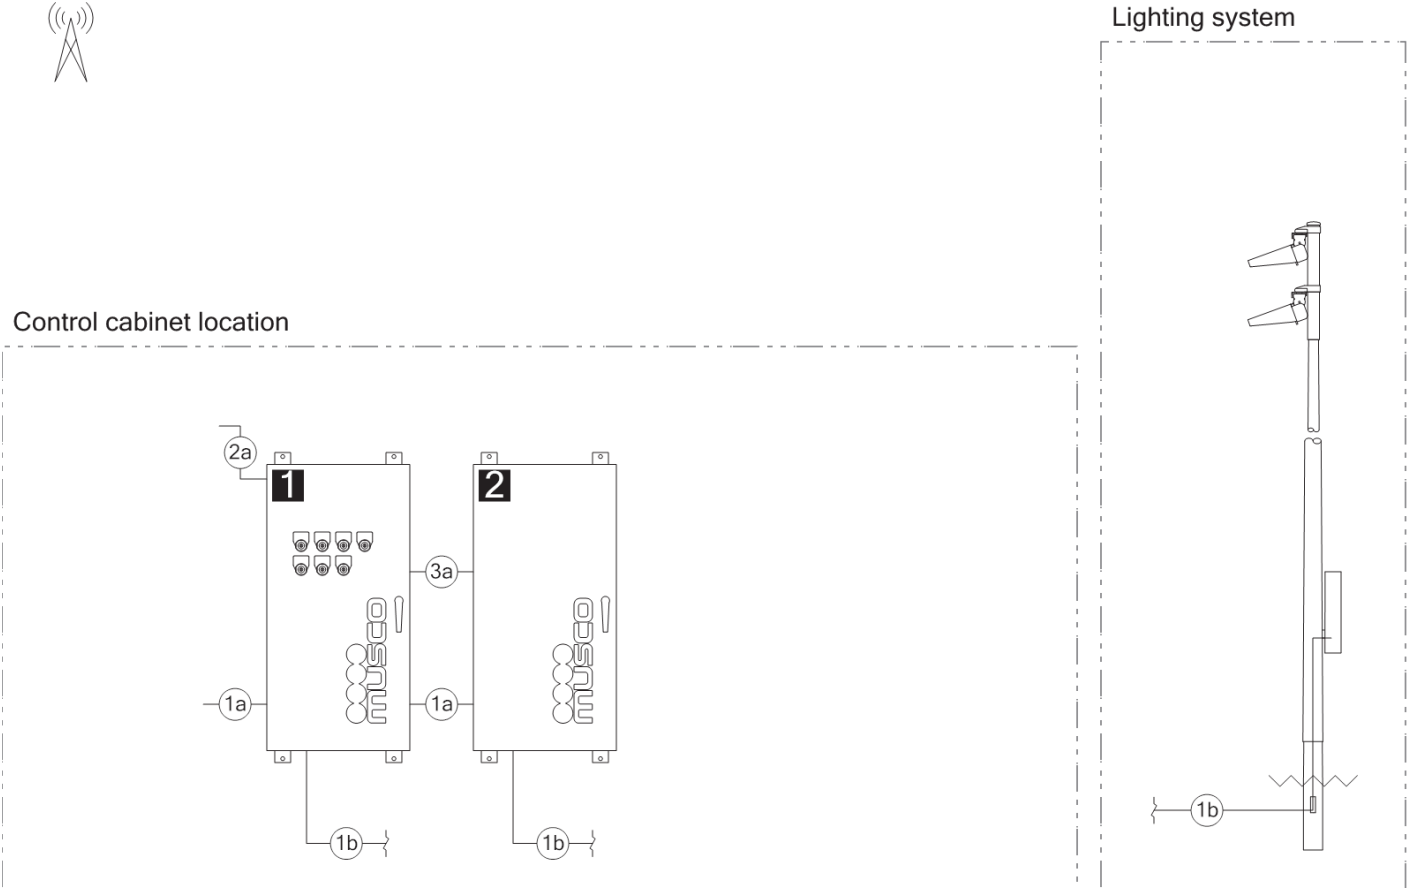 Lighting system
Control cabinet location
2a
1
2
3a
musco
musco
1a
1a
1b
1b
1b